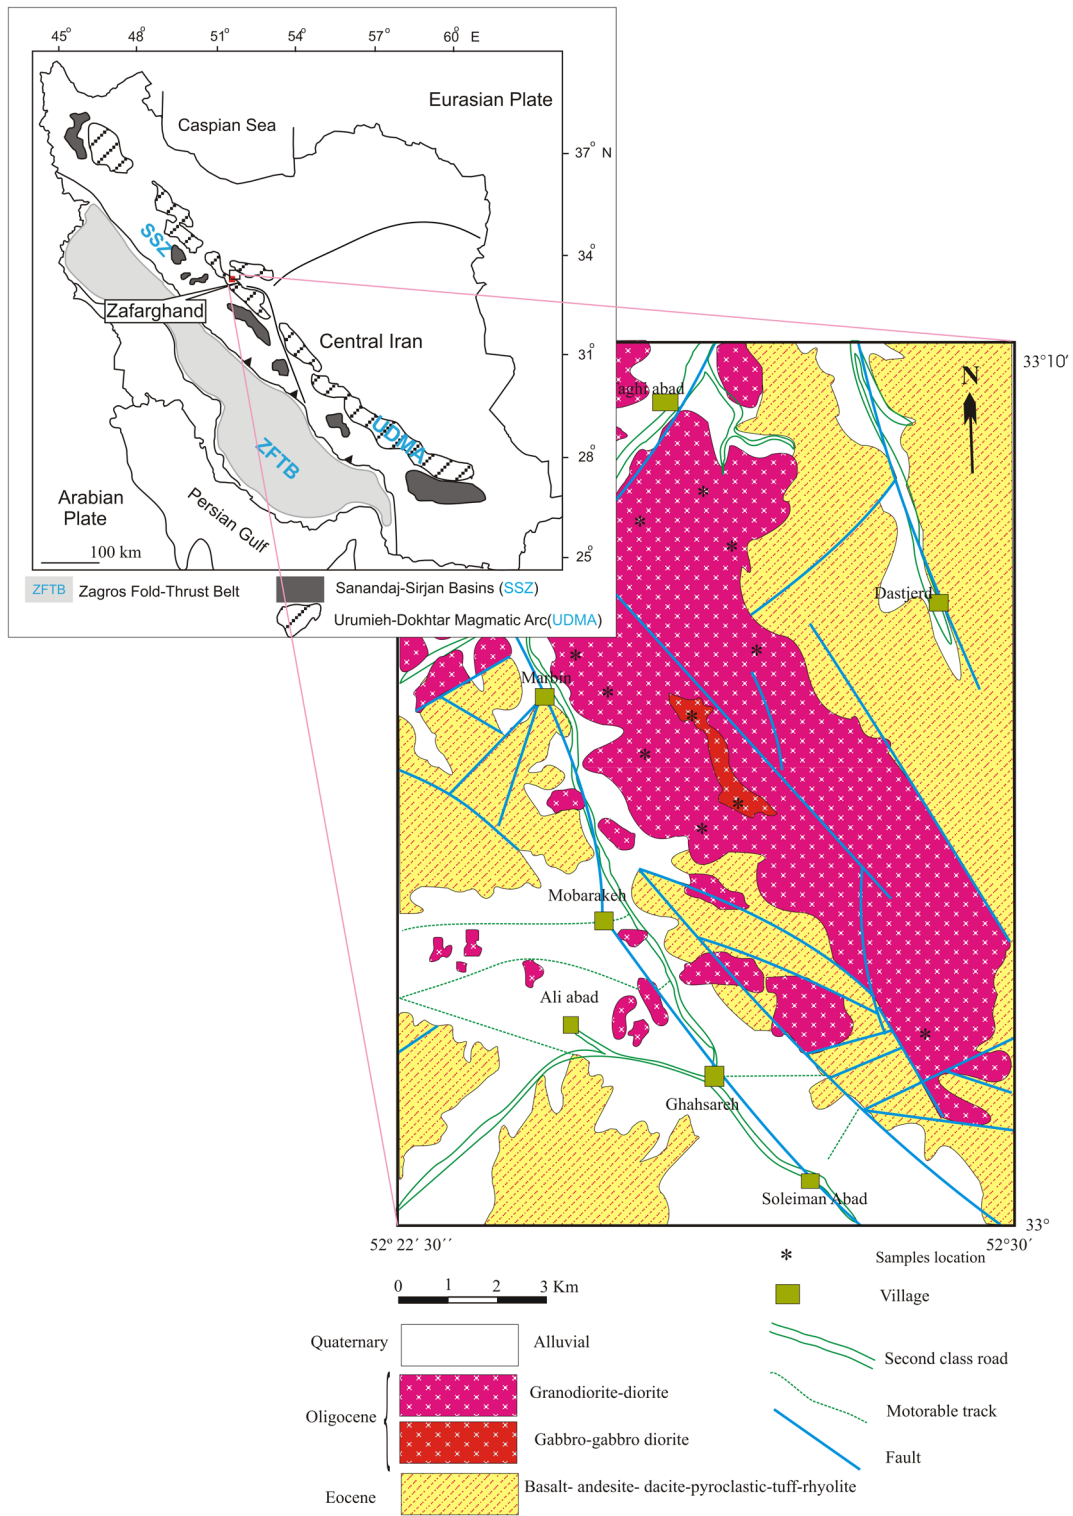 45° 48° 51° 54° 57° 60° E
Eurasian Plate
Caspian Sea
37° N
SSZ
34°
Zafarghand
Central Iran
31°
UDMA
ZFTB
28°
Arabian
Plate
Persian Gulf
100 km
25°
ZFTB Zagros Fold-Thrust Belt
Sanandaj-Sirjan Basins (SSZ)
Urumieh-Dokhtar Magmatic Arc(UDMA)
33°10′
N
abad
Dastjerd
Marbin
Mobarakeh
Ali abad
Ghahsareh
Soleiman Abad
33°
52° 22´ 30´´
52°30′
0 1 2 3 Km
Quaternary
Alluvial
Oligocene
Granodiorite-diorite
Gabbro-gabbro diorite
Eocene
Basalt- andesite- dacite-pyroclastic-tuff-rhyolite
* Samples location
Village
Second class road
Motorable track
Fault